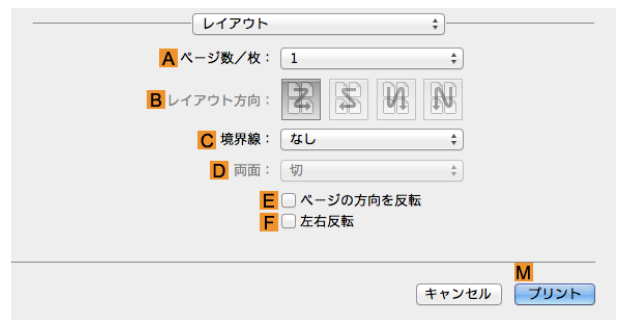 レイアウト
A ページ数／枚： 1
B レイアウト方向：
C 境界線： なし
D 両面： 切
E ページの方向を反転
F 左右反転
M
キャンセル プリント